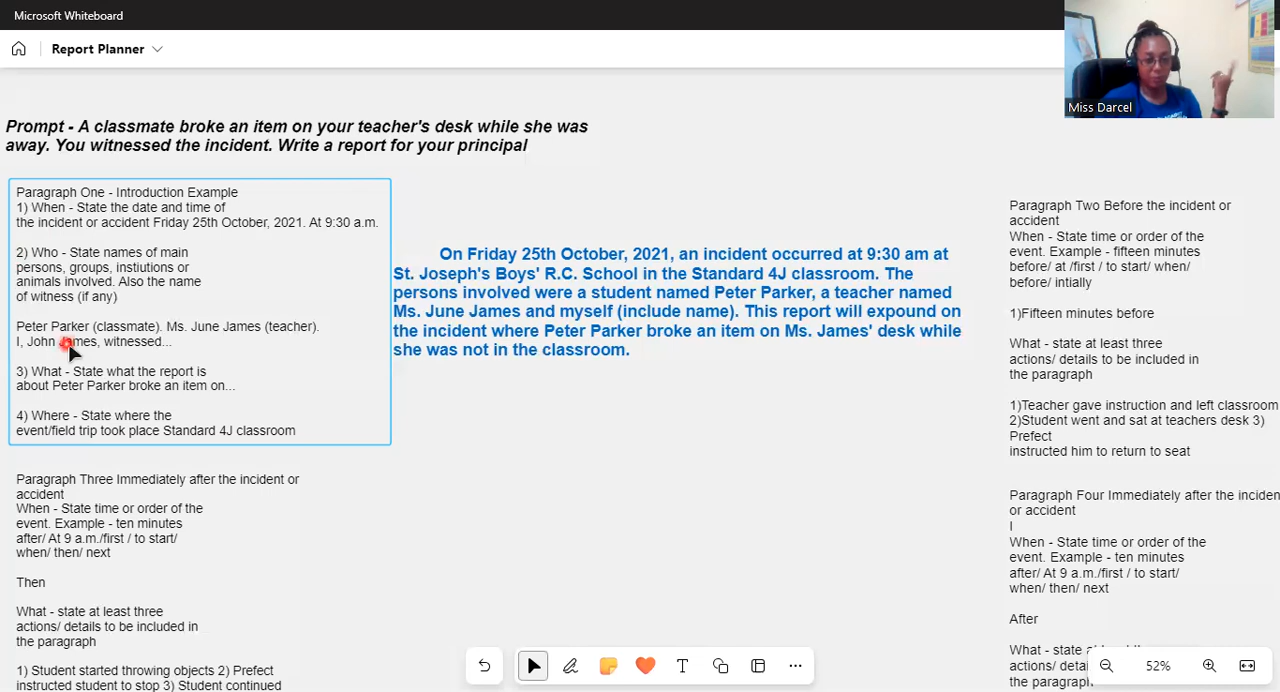 Microsoft Whiteboard
Report Planner
Miss Darcel
Prompt - A classmate broke an item on your teacher's desk while she was
away. You witnessed the incident. Write a report for your principal
Paragraph One - Introduction Example
1) When - State the date and time of
the incident or accident Friday 25th October, 2021. At 9:30 a.m.
2) Who - State names of main
persons, groups, instiutions or
animals involved. Also the name
of witness (if any)
Peter Parker (classmate). Ms. June James (teacher).
I, John James, witnessed...
3) What - State what the report is
about Peter Parker broke an item on...
4) Where - State where the
event/field trip took place Standard 4J classroom
On Friday 25th October, 2021, an incident occurred at 9:30 am at
St. Joseph's Boys' R.C. School in the Standard 4J classroom. The
persons involved were a student named Peter Parker, a teacher named
Ms. June James and myself (include name). This report will expound on
the incident where Peter Parker broke an item on Ms. James' desk while
she was not in the classroom.
Paragraph Two Before the incident or
accident
When - State time or order of the
event. Example - fifteen minutes
before/ at /first / to start/ when/
before/ intially
1)Fifteen minutes before
What - state at least three
actions/ details to be included in
the paragraph
1)Teacher gave instruction and left classroom
2)Student went and sat at teachers desk 3)
Prefect
instructed him to return to seat
Paragraph Three Immediately after the incident or
accident
When - State time or order of the
event. Example - ten minutes
after/ At 9 a.m./first / to start/
when/ then/ next
Then
What - state at least three
actions/ details to be included in
the paragraph
1) Student started throwing objects 2) Prefect
instructed student to stop 3) Student continued
Paragraph Four Immediately after the inciden
or accident
I
When - State time or order of the
event. Example - ten minutes
after/ At 9 a.m./first / to start/
when/ then/ next
After
What - state a
actions/ detai
the paragraph
52%